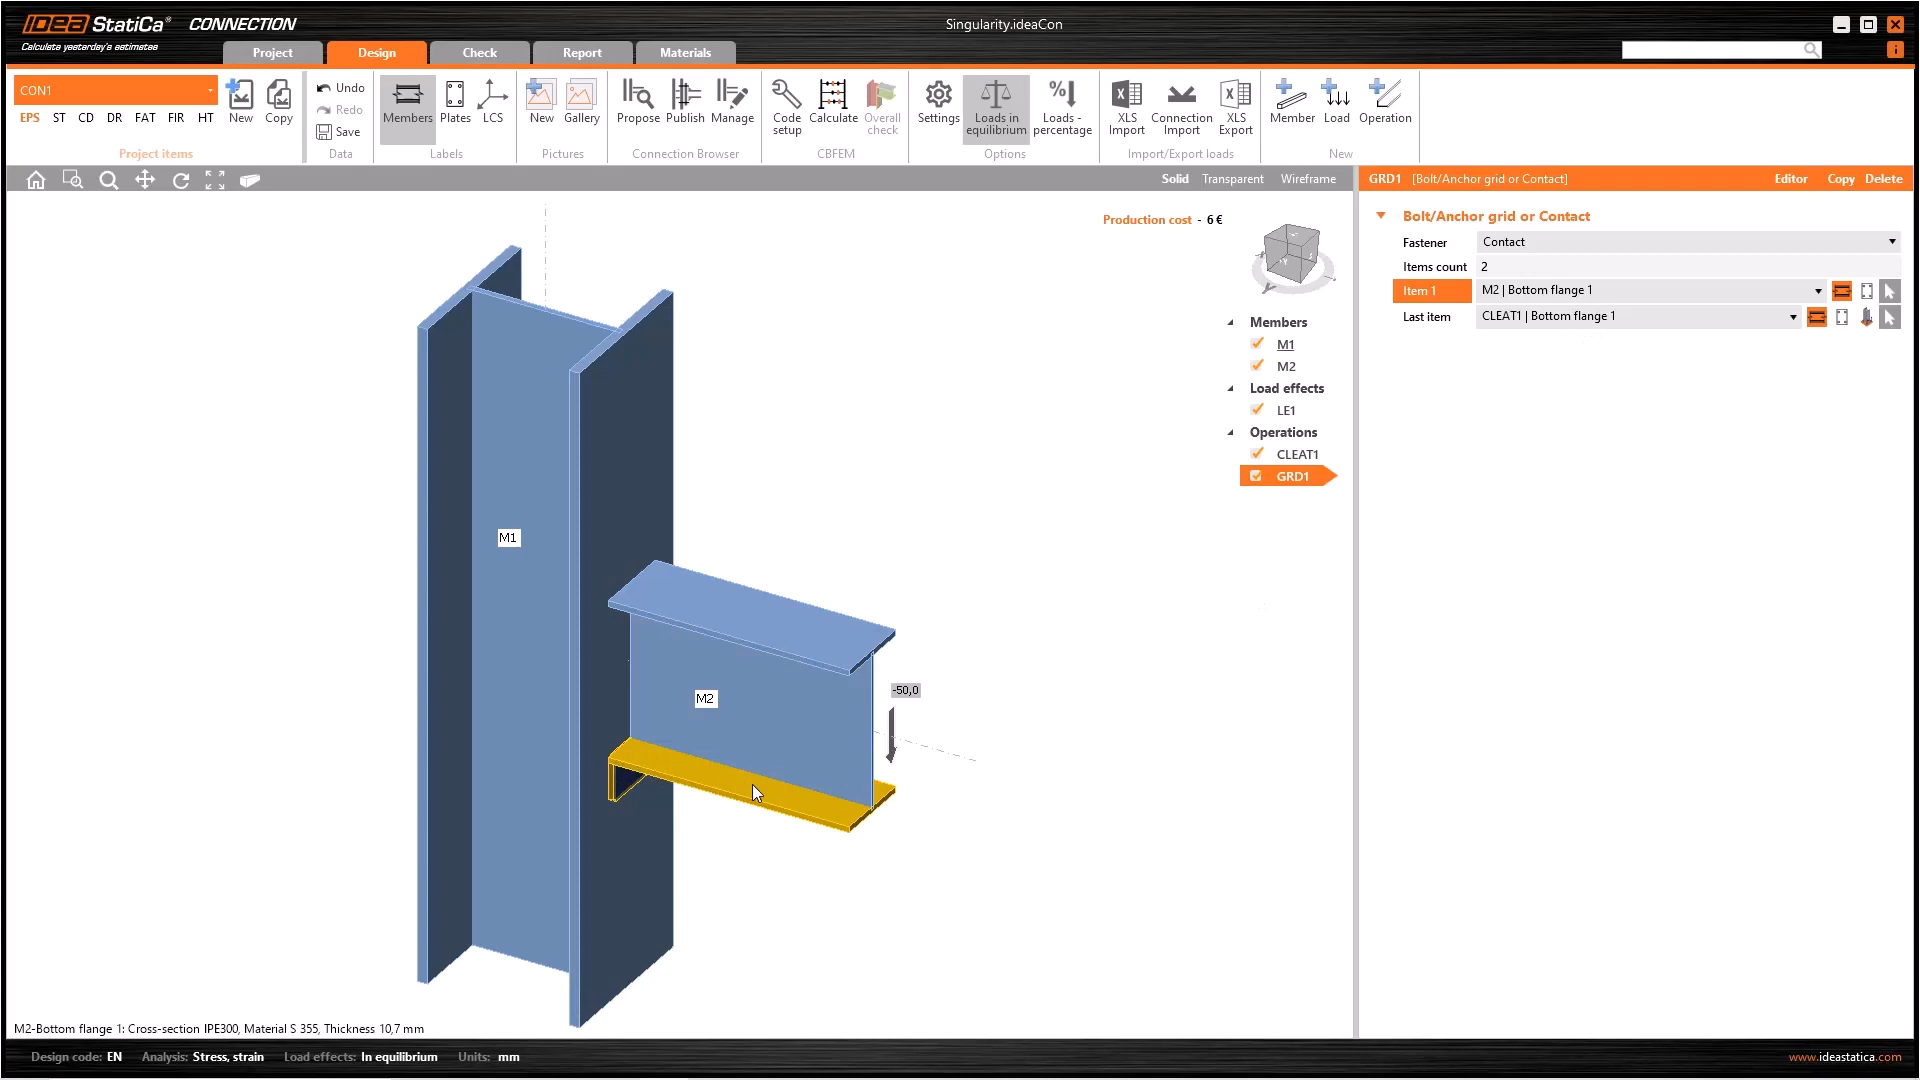 IDEA StatiCa® CONNECTION
Calculate yesterday's estimates
Singularity.ideaCon
Project Design Check Report Materials
CON1
EPS ST CD DR FAT FIR HT
New Copy
Project items
Undo
Redo
Save
Data
Members Plates LCS
Labels
New Gallery
Pictures
Propose Publish Manage
Connection Browser
Code setup Calculate Overall check
CBFEM
Settings Loads in equilibrium Loads - percentage
Options
XLS Import Connection Import XLS Export
Import/Export loads
Member Load Operation
New
Solid Transparent Wireframe
Production cost - 6 €
Members
M1
M2
Load effects
LE1
Operations
CLEAT1
GRD1
M1
M2
-50,0
M2-Bottom flange 1: Cross-section IPE300, Material S 355, Thickness 10,7 mm
GRD1 [Bolt/Anchor grid or Contact] Editor Copy Delete
Bolt/Anchor grid or Contact
Fastener Contact
Items count 2
Item 1 M2 | Bottom flange 1
Last item CLEAT1 | Bottom flange 1
Design code: EN Analysis: Stress, strain Load effects: In equilibrium Units: mm
www.ideastatica.com